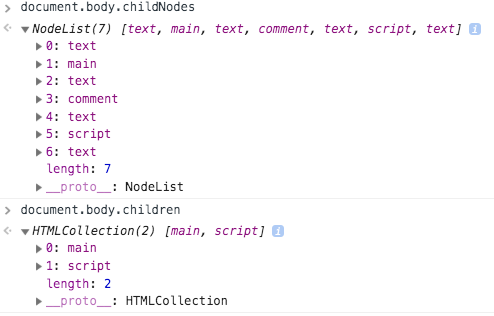 document.body.childNodes
NodeList(7) [text, main, text, comment, text, script, text] i
0: text
1: main
2: text
3: comment
4: text
5: script
6: text
length: 7
__proto__: NodeList
document.body.children
HTMLCollection(2) [main, script] i
0: main
1: script
length: 2
__proto__: HTMLCollection